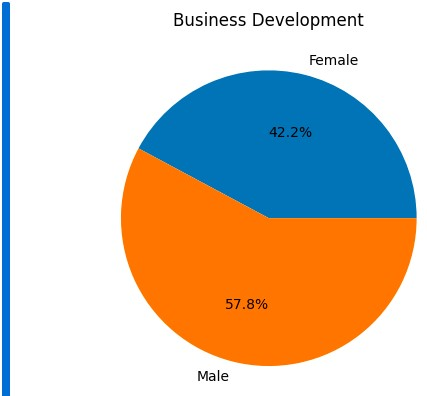 Business Development
Female
42.2%
57.8%
Male